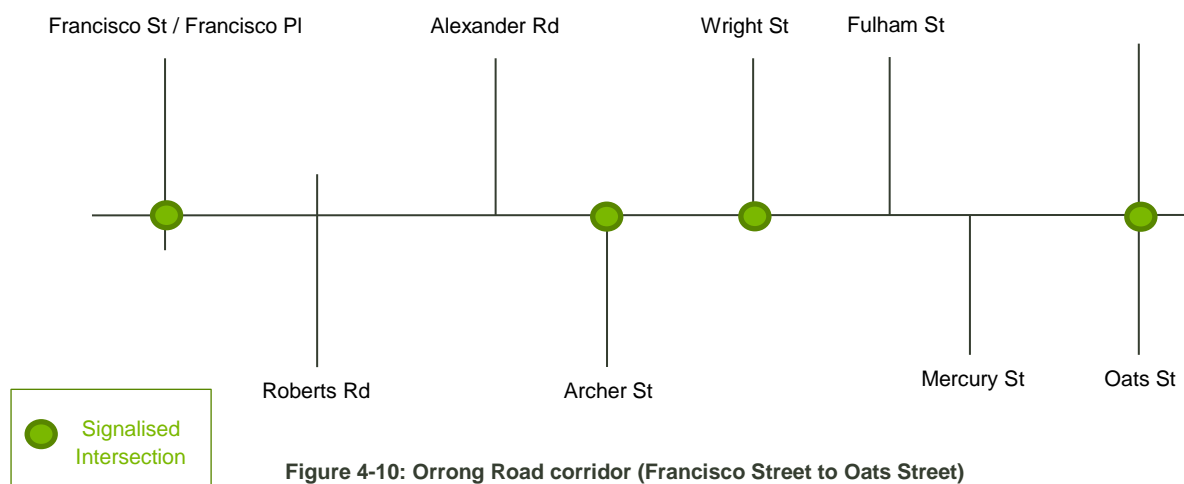 Francisco St / Francisco Pl
Alexander Rd
Wright St
Fulham St
Roberts Rd
Archer St
Mercury St
Oats St
Signalised
Intersection
Figure 4-10: Orrong Road corridor (Francisco Street to Oats Street)